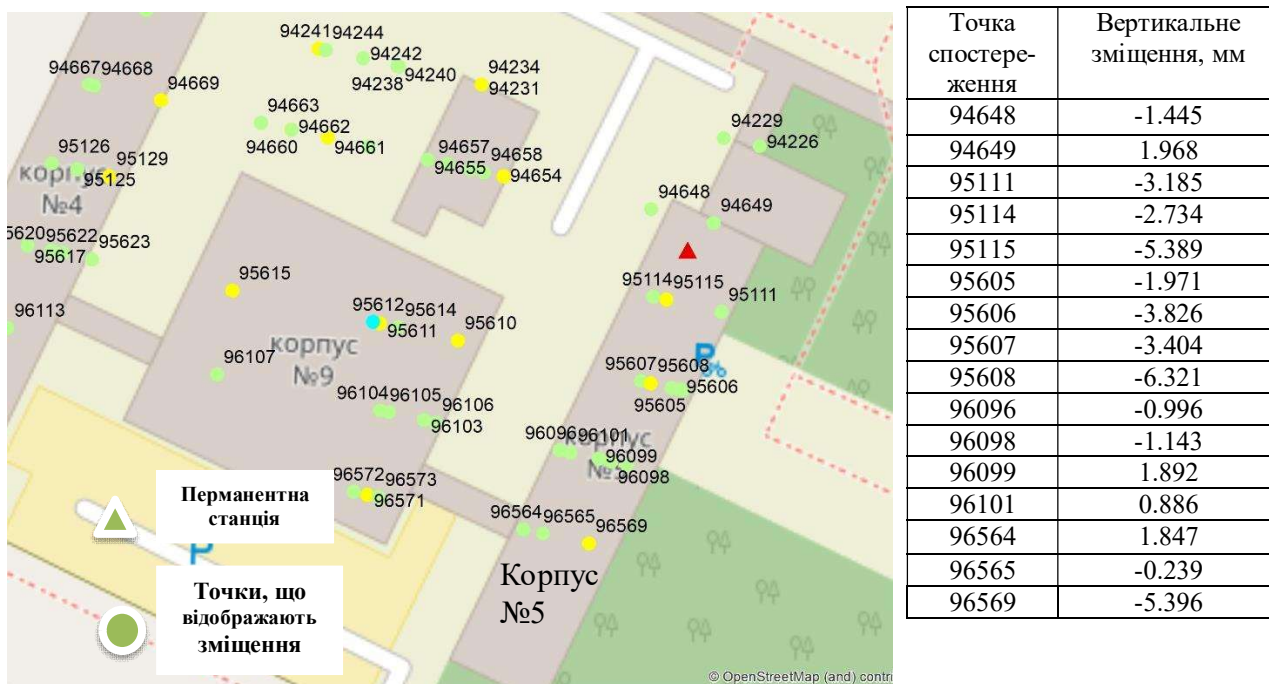 94241 94244
94242
94238 94240
94234
94231
94667 94668
94669
94663
94662
94660 94661
94229
94226
94657 94658
94655 94654
95126 95129
95125
корпус
№4
94648
94649
5620 95622 95623
95617
95615
95114 95115
95111
96113
95612 95614
95611 95610
корпус
№9
96107
95607 95608
95606
95605
96104 96105 96106
96103
96096 96101
96099
96098
корпус
96572 96573
96571
96564 96565 96569
Перманентна
станція
P
P
Точки, що
відображають
зміщення
Корпус
№5
© OpenStreetMap (and) contri
Точка
спостере-
ження
Вертикальне
зміщення, мм
94648 -1.445
94649 1.968
95111 -3.185
95114 -2.734
95115 -5.389
95605 -1.971
95606 -3.826
95607 -3.404
95608 -6.321
96096 -0.996
96098 -1.143
96099 1.892
96101 0.886
96564 1.847
96565 -0.239
96569 -5.396